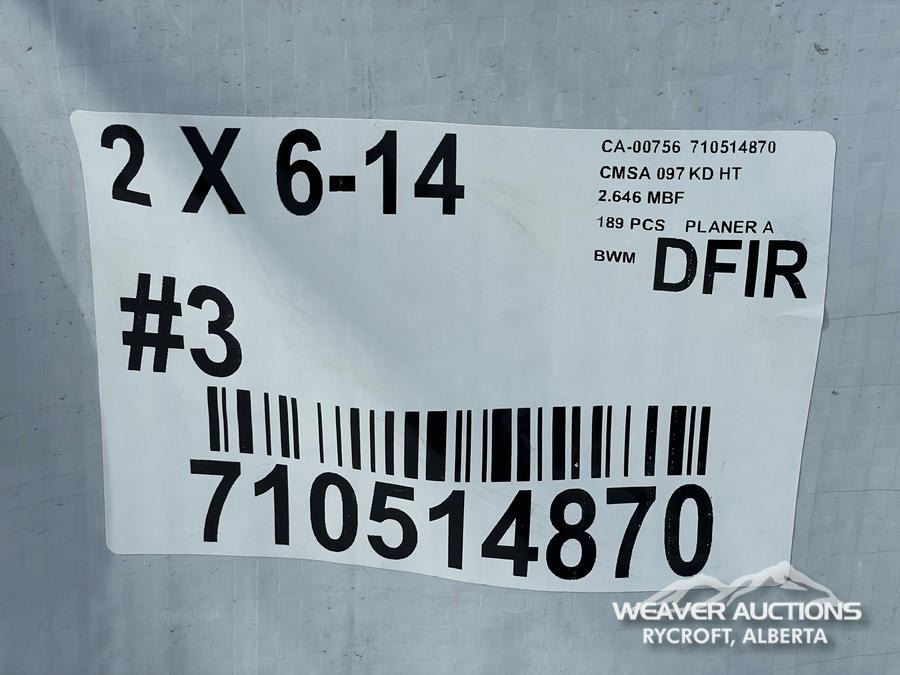 2 X 6-14
CA-00756 710514870
CMSA 097 KD HT
2.646 MBF
189 PCS PLANER A
BWM DFIR
#3
710514870
WEAVER AUCTIONS
RYCROFT, ALBERTA